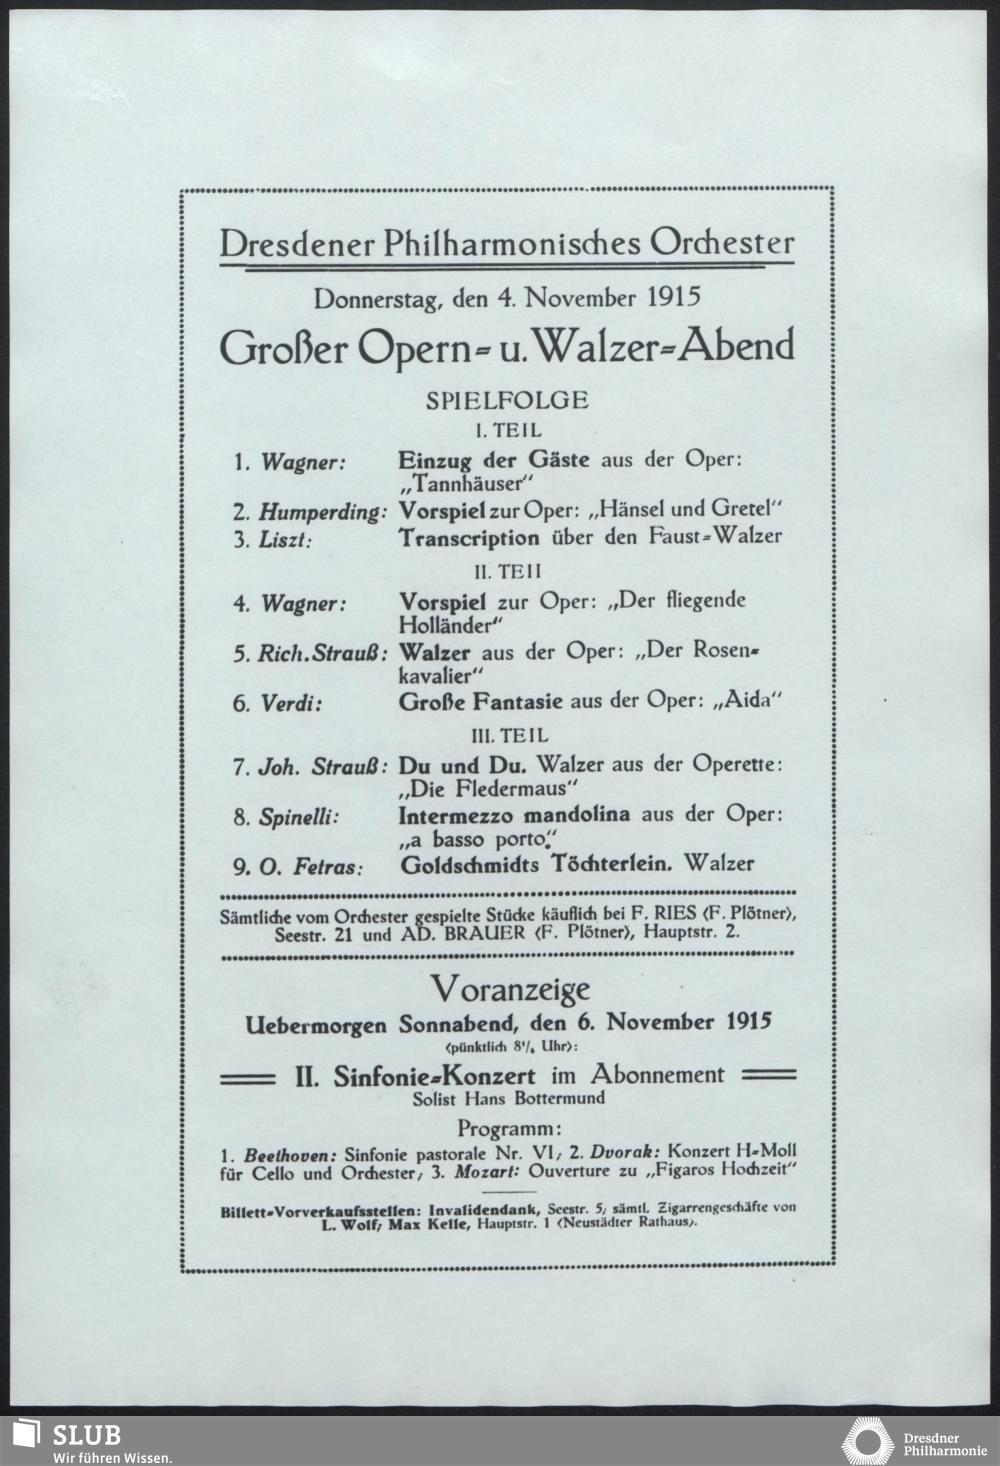 Dresdener Philharmonisches Orchester
Donnerstag, den 4. November 1915
Großer Opern= u. Walzer=Abend
SPIELFOLGE
I. TEIL
1. Wagner: Einzug der Gäste aus der Oper:
„Tannhäuser"
2. Humperding: Vorspiel zur Oper: „Hänsel und Gretel"
3. Liszt: Transcription über den Faust=Walzer
II. TEIl
4. Wagner: Vorspiel zur Oper: „Der fliegende
Holländer"
5. Rich. Strauß: Walzer aus der Oper: „Der Rosen=
kavalier"
6. Verdi: Große Fantasie aus der Oper: „Aida"
III. TEIL
7. Joh. Strauß: Du und Du. Walzer aus der Operette:
„Die Fledermaus"
8. Spinelli: Intermezzo mandolina aus der Oper:
„a basso porto."
9. O. Fetras: Goldschmidts Töchterlein. Walzer
Sämtliche vom Orchester gespielte Stücke käuflich bei F. RIES (F. Plötner),
Seestr. 21 und AD. BRAUER (F. Plötner), Hauptstr. 2.
Voranzeige
Uebermorgen Sonnabend, den 6. November 1915
(pünktlich 8¼ Uhr):
II. Sinfonie=Konzert im Abonnement
Solist Hans Bottermund
Programm:
1. Beethoven: Sinfonie pastorale Nr. VI; 2. Dvorak: Konzert H=Moll
für Cello und Orchester; 3. Mozart: Ouverture zu „Figaros Hochzeit"
Billett=Vorverkaufsstellen: Invalidendank, Seestr. 5; sämtl. Zigarrengeschäfte von
L. Wolf; Max Kelle, Hauptstr. 1 (Neustädter Rathaus).
SLUB
Wir führen Wissen.
Dresdner
Philharmonie